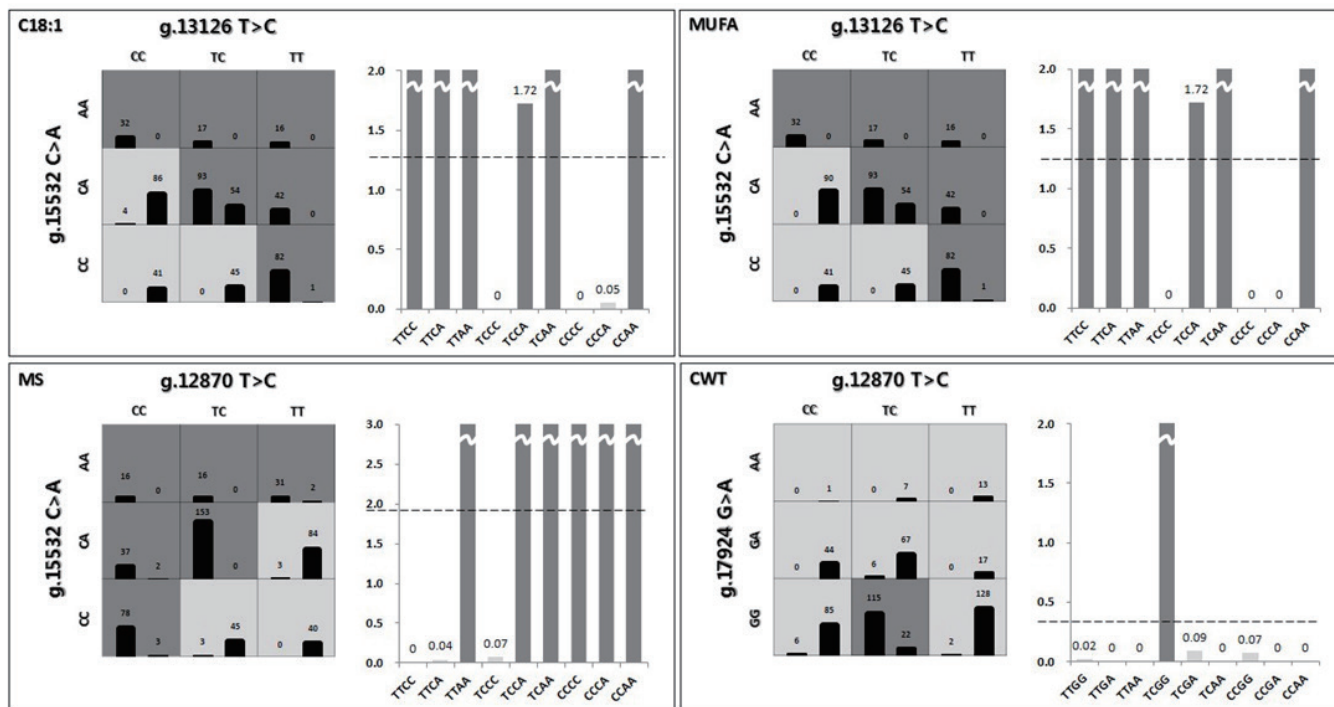 C18:1
g.13126 T>C
CC TC TT
g.15532 C>A
AA
32 0 17 0 16 0
CA
4 86 93 54 42 0
CC
0 41 0 45 82 1
2.0
1.5
1.0
0.5
0.0
1.72
0 0 0.05
TTCC TTCA TTAA TCCC TCCA TCAA CCCC CCCA CCAA
MUFA
g.13126 T>C
CC TC TT
g.15532 C>A
AA
32 0 17 0 16 0
CA
0 90 93 54 42 0
CC
0 41 0 45 82 1
2.0
1.5
1.0
0.5
0.0
1.72
0 0 0
TTCC TTCA TTAA TCCC TCCA TCAA CCCC CCCA CCAA
MS
g.12870 T>C
CC TC TT
g.15532 C>A
AA
16 0 16 0 31 2
CA
37 2 153 0 3 84
CC
78 3 3 45 0 40
3.0
2.5
2.0
1.5
1.0
0.5
0.0
0 0.04 0.07
TTCC TTCA TTAA TCCC TCCA TCAA CCCC CCCA CCAA
CWT
g.12870 T>C
CC TC TT
g.17924 G>A
AA
0 1 0 7 0 13
GA
0 44 6 67 0 17
GG
6 85 115 22 2 128
2.0
1.5
1.0
0.5
0.0
0.02 0 0 0.09 0 0.07 0 0
TTGG TTGA TTAA TCGG TCGA TCAA CCGG CCGA CCAA